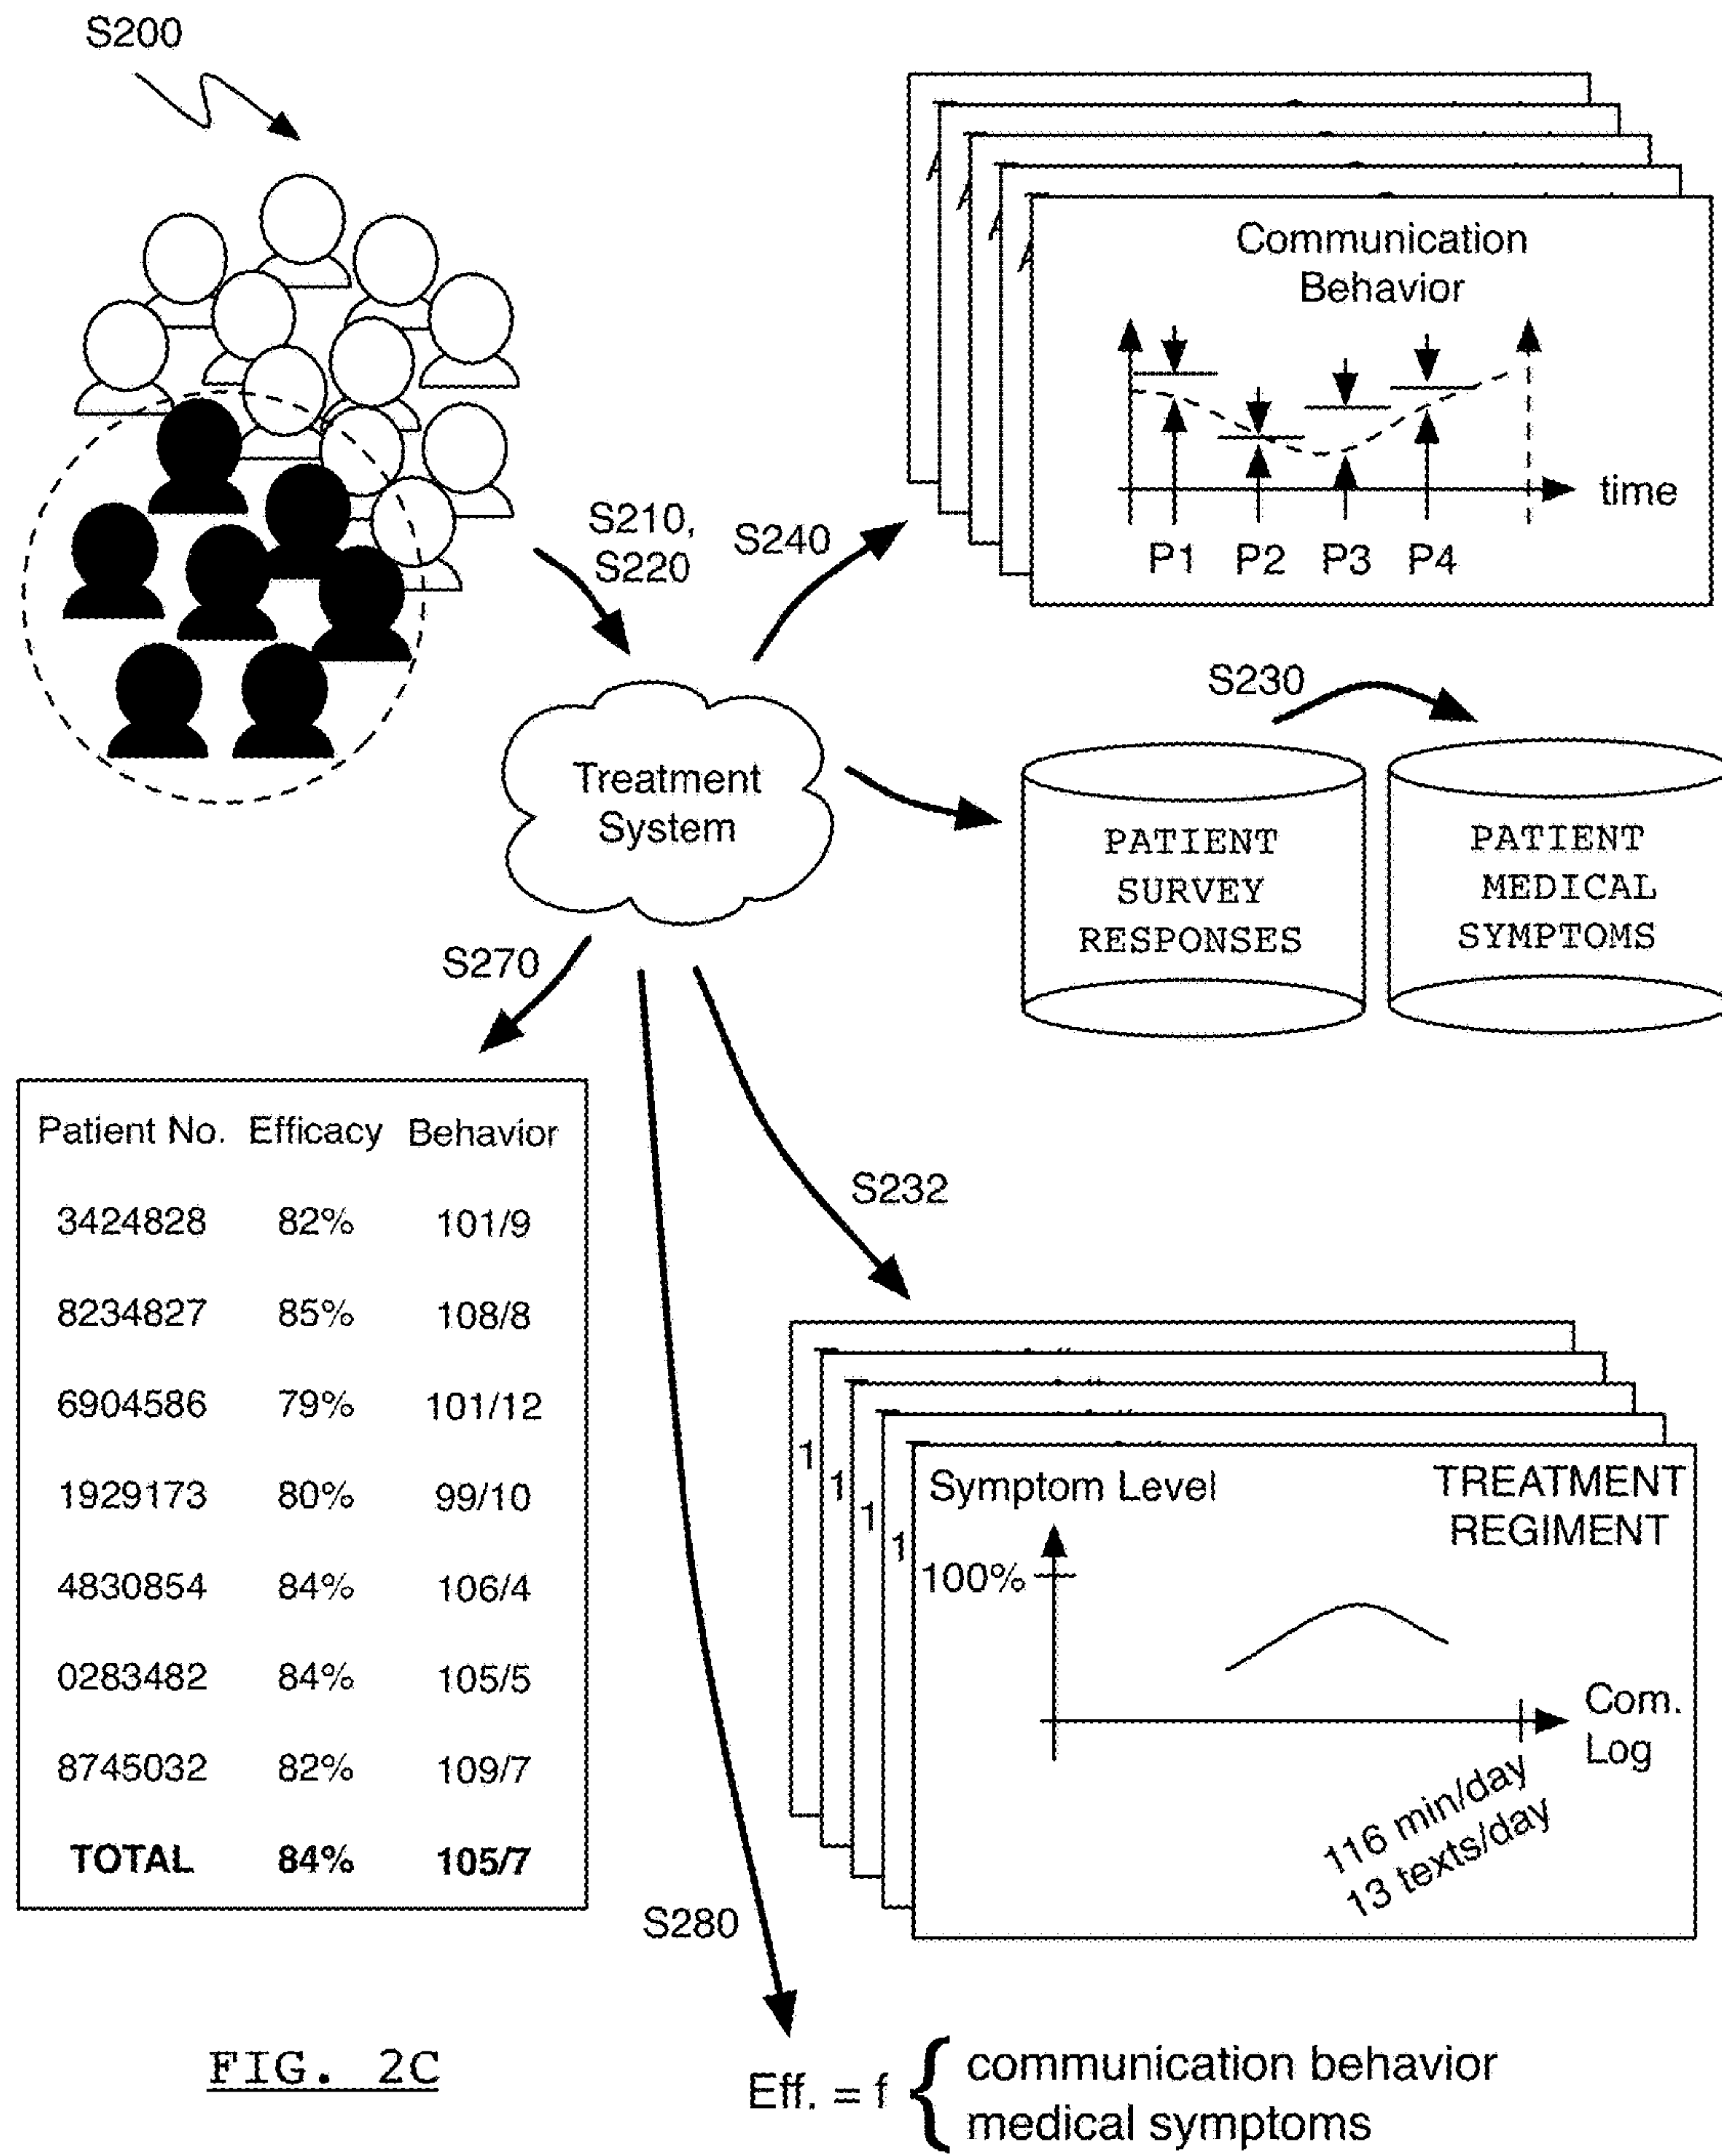 S200
Communication
Behavior
time
P1 P2 P3 P4
S210,
S220
S240
S230
Treatment
System
PATIENT
SURVEY
RESPONSES
PATIENT
MEDICAL
SYMPTOMS
S270
Patient No. Efficacy Behavior
3424828 82% 101/9
8234827 85% 108/8
6904586 79% 101/12
1929173 80% 99/10
4830854 84% 106/4
0283482 84% 105/5
8745032 82% 109/7
TOTAL 84% 105/7
S232
1
1
1
1
Symptom Level
TREATMENT
REGIMENT
100%
Com.
Log
116 min/day
13 texts/day
S280
Eff. = f { communication behavior
medical symptoms
FIG. 2C